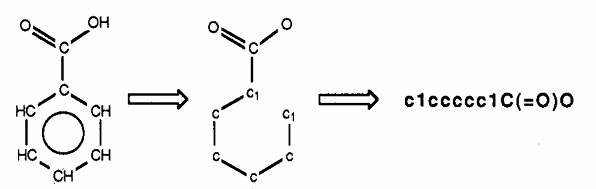 O OH
C
C
HC CH
HC CH
CH
O O
C
c1
c c1
c c
c
c1ccccc1C(=O)O